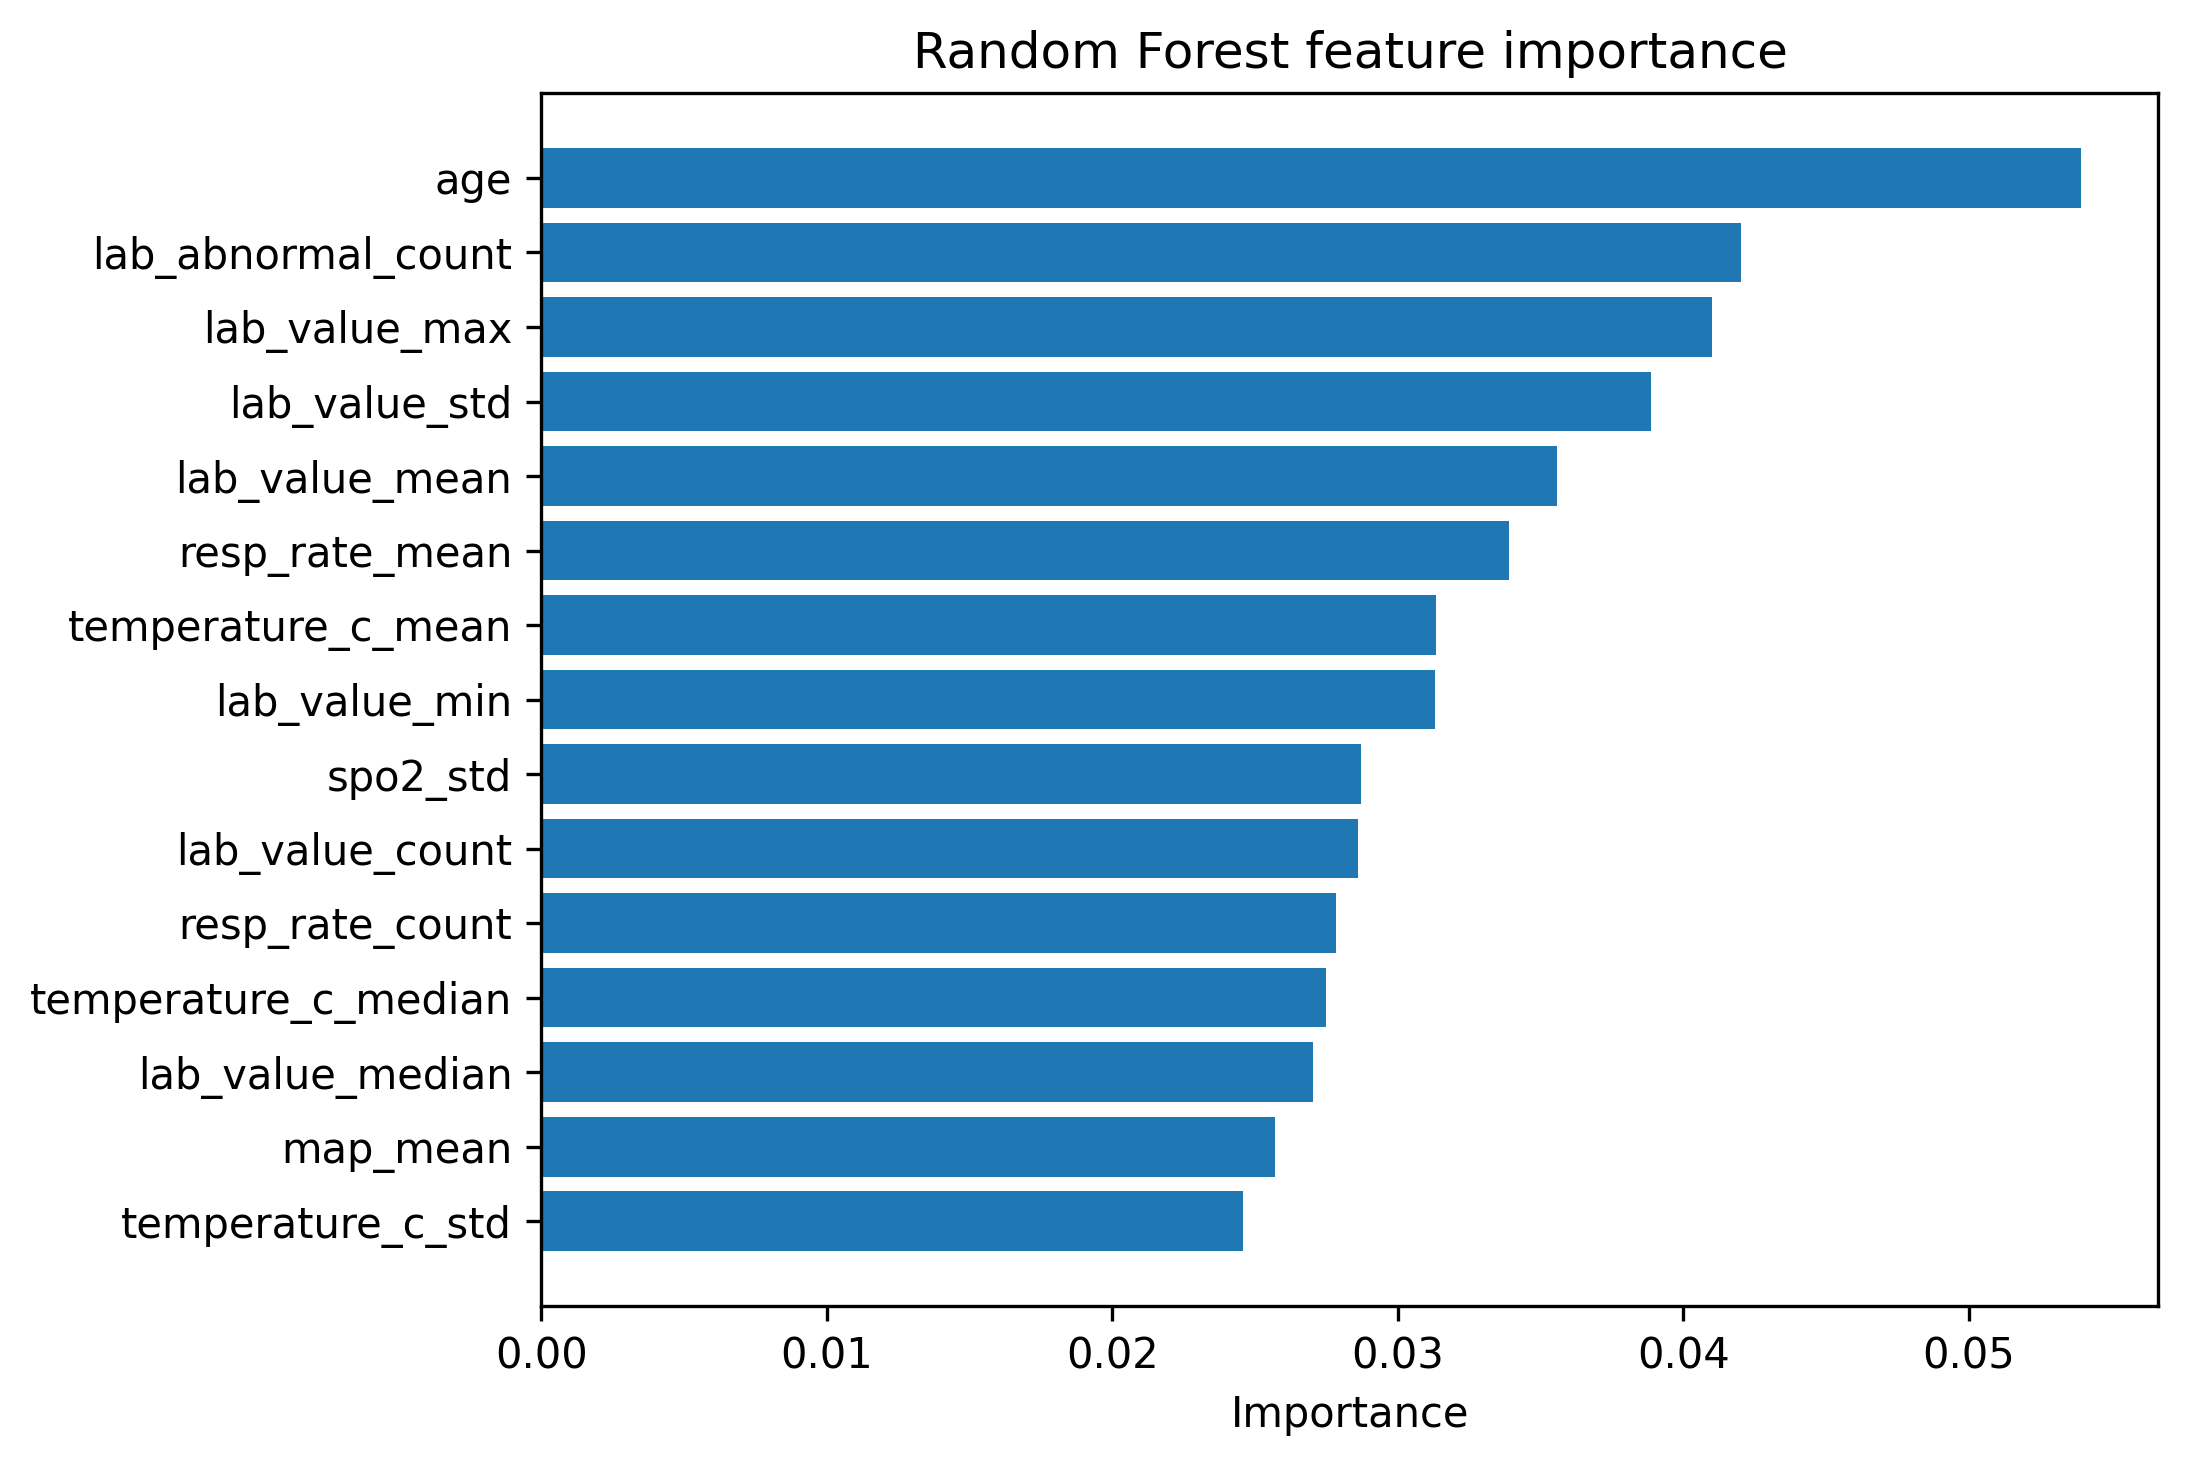 Random Forest feature importance
age
lab_abnormal_count
lab_value_max
lab_value_std
lab_value_mean
resp_rate_mean
temperature_c_mean
lab_value_min
spo2_std
lab_value_count
resp_rate_count
temperature_c_median
lab_value_median
map_mean
temperature_c_std
0.00 0.01 0.02 0.03 0.04 0.05
Importance